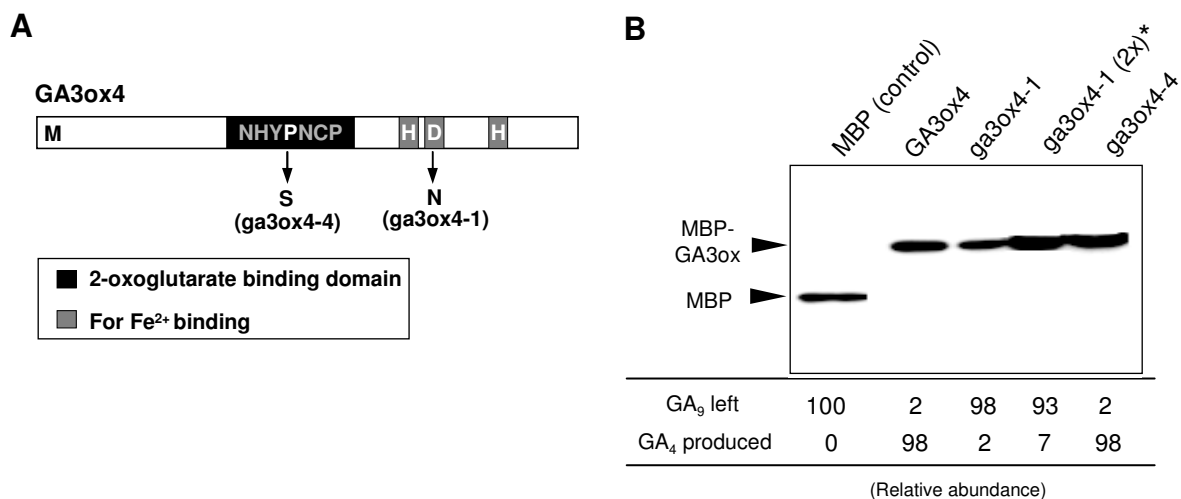 A
GA3ox4
M NHYPNCP H D H
S N
(ga3ox4-4) (ga3ox4-1)
2-oxoglutarate binding domain
For Fe²⁺ binding
B
MBP (control)
GA3ox4
ga3ox4-1
ga3ox4-1 (2x)*
ga3ox4-4
MBP-
GA3ox
MBP
GA₉ left 100 2 98 93 2
GA₄ produced 0 98 2 7 98
(Relative abundance)